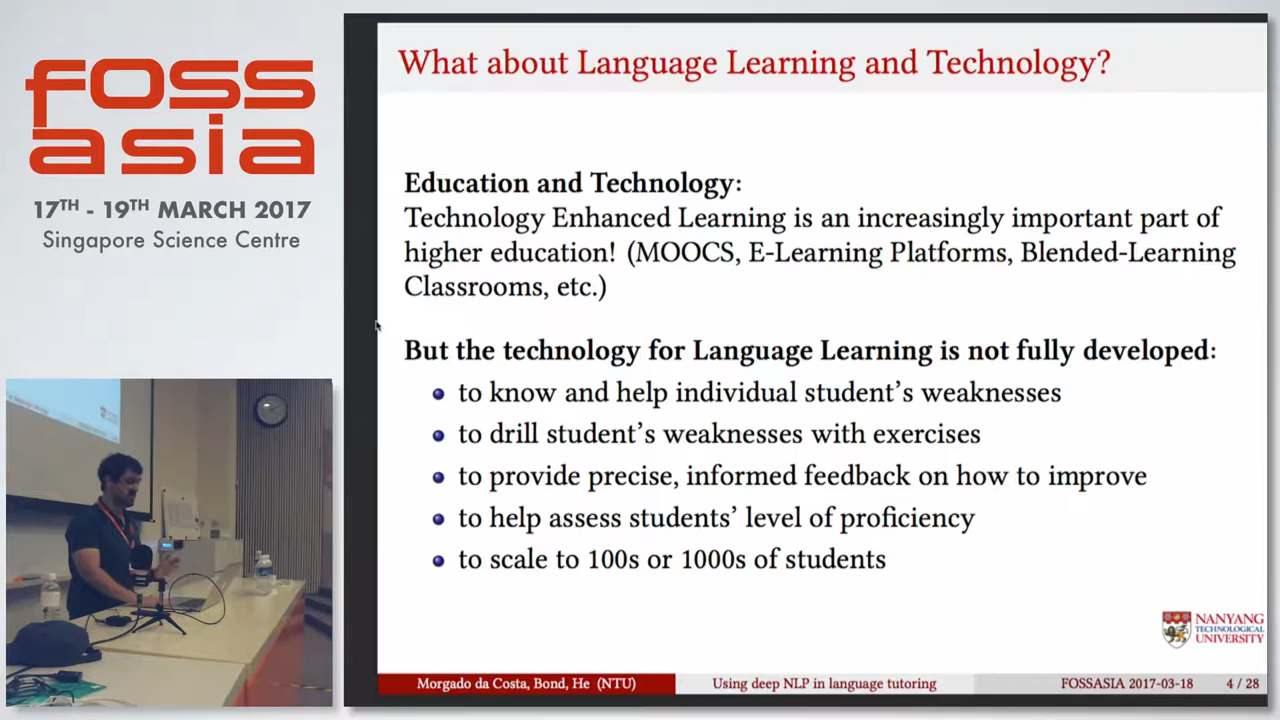 foss
asia
17TH - 19TH MARCH 2017
Singapore Science Centre
What about Language Learning and Technology?
Education and Technology:
Technology Enhanced Learning is an increasingly important part of
higher education! (MOOCS, E-Learning Platforms, Blended-Learning
Classrooms, etc.)
But the technology for Language Learning is not fully developed:
to know and help individual student's weaknesses
to drill student's weaknesses with exercises
to provide precise, informed feedback on how to improve
to help assess students' level of proficiency
to scale to 100s or 1000s of students
NANYANG
TECHNOLOGICAL
UNIVERSITY
Morgado da Costa, Bond, He (NTU) Using deep NLP in language tutoring FOSSASIA 2017-03-18 4 / 28